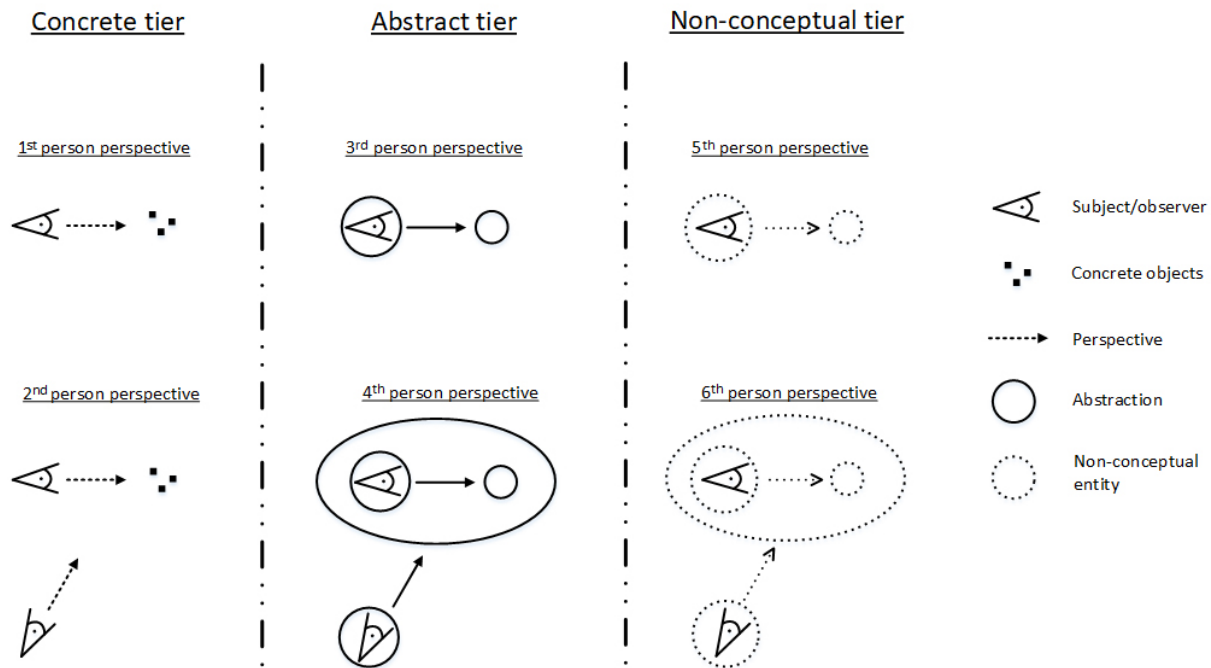 Concrete tier
Abstract tier
Non-conceptual tier
1st person perspective
3rd person perspective
5th person perspective
2nd person perspective
4th person perspective
6th person perspective
Subject/observer
Concrete objects
Perspective
Abstraction
Non-conceptual
entity